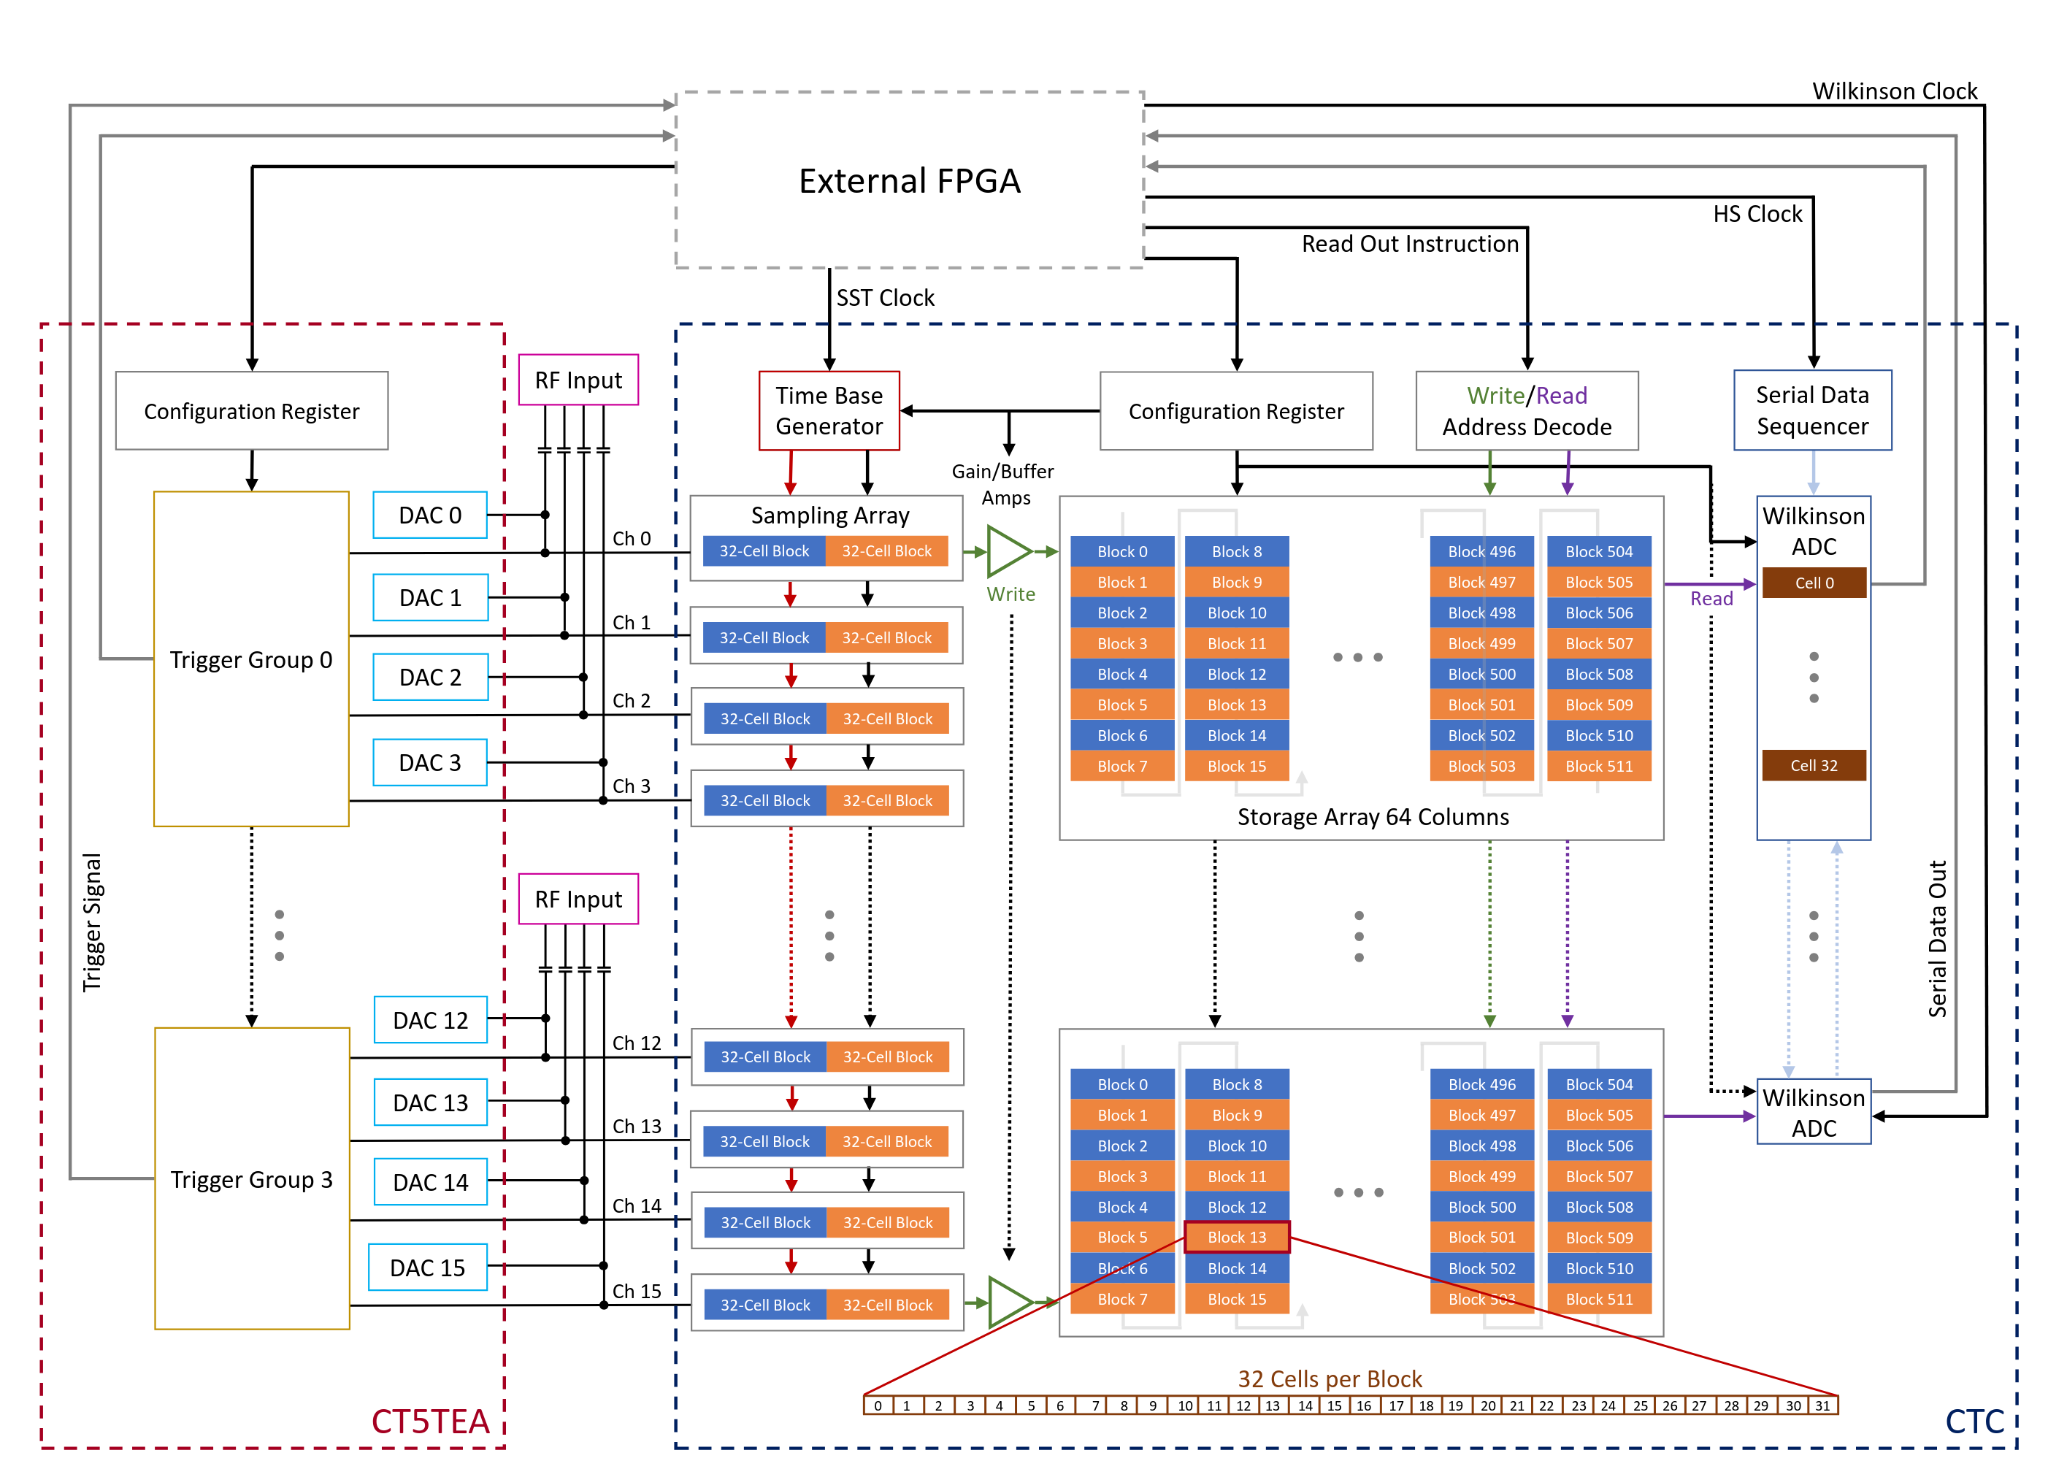 Wilkinson Clock
External FPGA
HS Clock
Read Out Instruction
SST Clock
Configuration Register
RF Input
Time Base
Generator
Configuration Register
Write/Read
Address Decode
Serial Data
Sequencer
Gain/Buffer
Amps
Trigger Group 0
DAC 0
DAC 1
DAC 2
DAC 3
Ch 0
Ch 1
Ch 2
Ch 3
Sampling Array
32-Cell Block 32-Cell Block
32-Cell Block 32-Cell Block
32-Cell Block 32-Cell Block
32-Cell Block 32-Cell Block
Write
Block 0 Block 8 Block 496 Block 504
Block 1 Block 9 Block 497 Block 505
Block 2 Block 10 Block 498 Block 506
Block 3 Block 11 Block 499 Block 507
Block 4 Block 12 Block 500 Block 508
Block 5 Block 13 Block 501 Block 509
Block 6 Block 14 Block 502 Block 510
Block 7 Block 15 Block 503 Block 511
Storage Array 64 Columns
Read
Wilkinson
ADC
Cell 0
Cell 32
Trigger Signal
Serial Data Out
RF Input
Trigger Group 3
DAC 12
DAC 13
DAC 14
DAC 15
Ch 12
Ch 13
Ch 14
Ch 15
32-Cell Block 32-Cell Block
32-Cell Block 32-Cell Block
32-Cell Block 32-Cell Block
32-Cell Block 32-Cell Block
Block 0 Block 8 Block 496 Block 504
Block 1 Block 9 Block 497 Block 505
Block 2 Block 10 Block 498 Block 506
Block 3 Block 11 Block 499 Block 507
Block 4 Block 12 Block 500 Block 508
Block 5 Block 13 Block 501 Block 509
Block 6 Block 14 Block 502 Block 510
Block 7 Block 15 Block 503 Block 511
Wilkinson
ADC
32 Cells per Block
0 1 2 3 4 5 6 7 8 9 10 11 12 13 14 15 16 17 18 19 20 21 22 23 24 25 26 27 28 29 30 31
CT5TEA
CTC